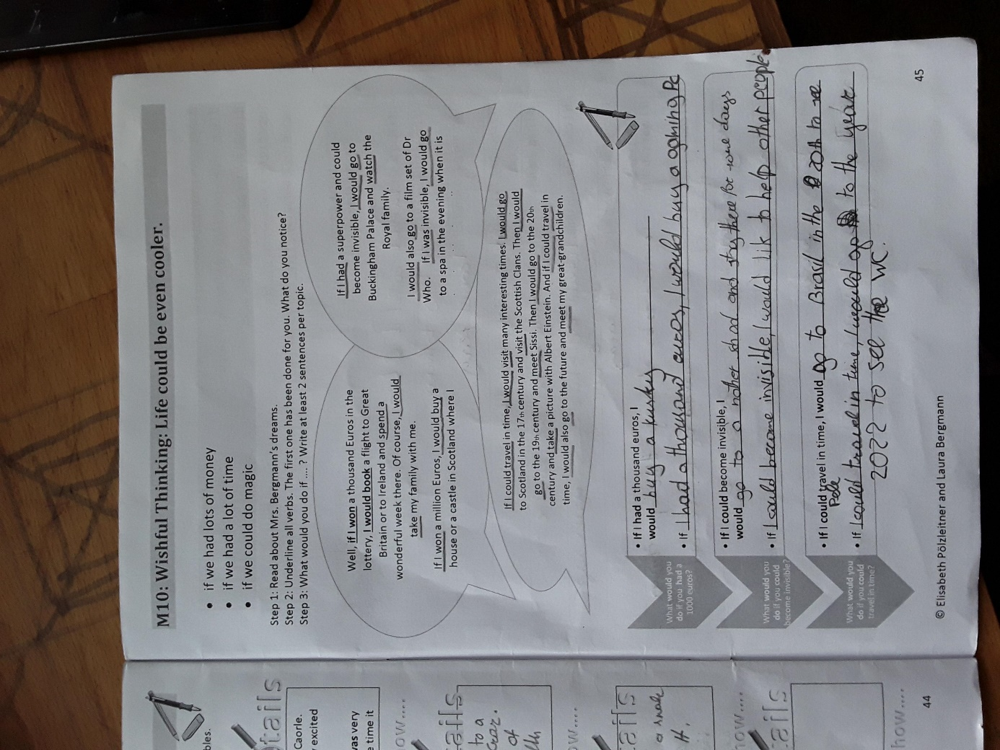 M10: Wishful Thinking: Life could be even cooler.
• if we had lots of money
• if we had a lot of time
• if we could do magic
Step 1: Read about Mrs. Bergmann's dreams.
Step 2: Underline all verbs. The first one has been done for you. What do you notice?
Step 3: What would you do if .... ? Write at least 2 sentences per topic.
Well, if I won a thousand Euros in the
lottery, I would book a flight to Great
Britain or to Ireland and spend a
wonderful week there. Of course, I would
take my family with me.
If I won a million Euros, I would buy a
house or a castle in Scotland where I
If I had a superpower and could
become invisible, I would go to
Buckingham Palace and watch the
Royal family.
I would also go to a film set of Dr
Who. If I was invisible, I would go
to a spa in the evening when it is
If I could travel in time, I would visit many interesting times. I would go
to Scotland in the 17th century and visit the Scottish Clans. Then I would
go to the 19th century and meet Sissi. Then I would go to the 20th
century and take a picture with Albert Einstein. And if I could travel in
time, I would also go to the future and meet my great-grandchildren.
What would you
do if you had a
1000 euros?
• If I had a thousand euros, I
would buy a
• If I had a thousand euros, I would buy a gaming Pc
What would you
do if you could
become invisible?
• If I could become invisible, I
would go to a nother shool and stay there for some days
• If I could become invisible, I would lik to help other people.
What would you
do if you could
travel in time?
• If I could travel in time, I would go to Brasil in the 20th to see
Pele
• If I could travel in time, I would go to the year
2022 to see the WC.
© Elisabeth Pölzleitner and Laura Bergmann
45
bles.
tails
Caorle.
excited
was very
e time it
ow....
ails
to a
of
ow....
ails
a snake
it.
how....
ails
how....
44